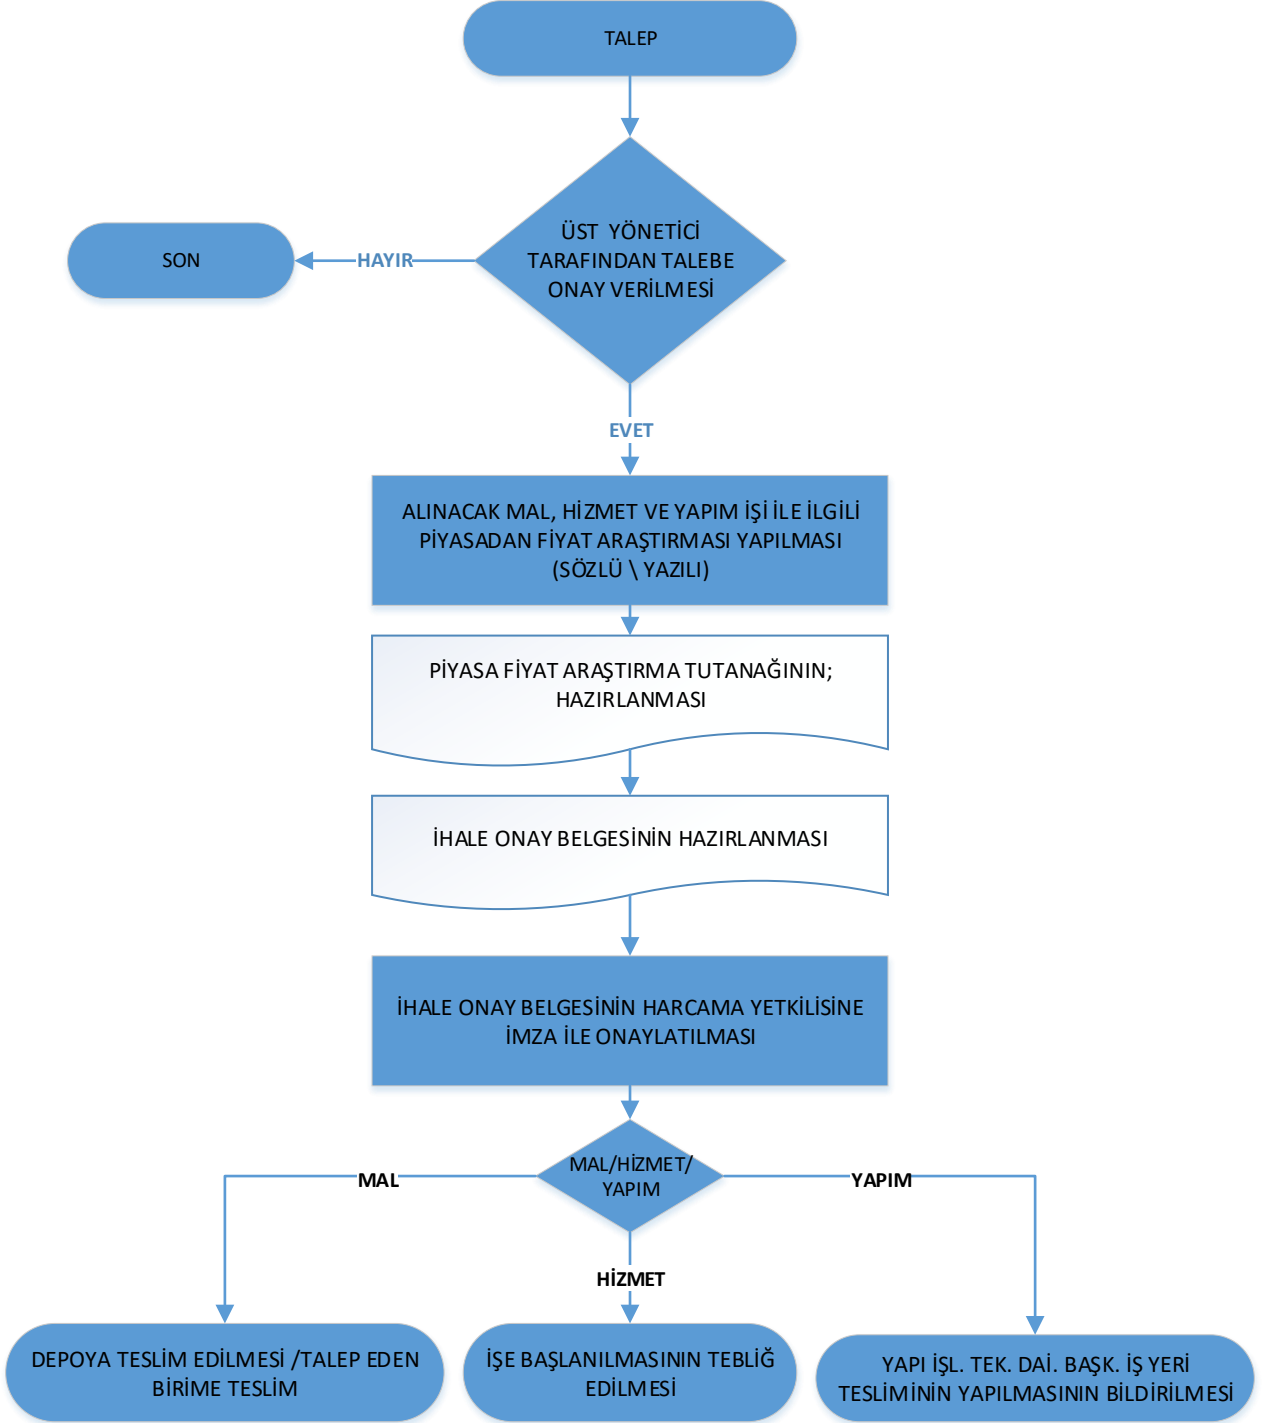 TALEP
ÜST YÖNETİCİ
TARAFINDAN TALEBE
ONAY VERİLMESİ
HAYIR
SON
EVET
ALINACAK MAL, HİZMET VE YAPIM İŞİ İLE İLGİLİ
PİYASADAN FİYAT ARAŞTIRMASI YAPILMASI
(SÖZLÜ \ YAZILI)
PİYASA FİYAT ARAŞTIRMA TUTANAĞININ;
HAZIRLANMASI
İHALE ONAY BELGESİNİN HAZIRLANMASI
İHALE ONAY BELGESİNİN HARCAMA YETKİLİSİNE
İMZA İLE ONAYLATILMASI
MAL/HİZMET/
YAPIM
MAL
YAPIM
HİZMET
DEPOYA TESLİM EDİLMESİ /TALEP EDEN
BİRİME TESLİM
İŞE BAŞLANILMASININ TEBLİĞ
EDİLMESİ
YAPI İŞL. TEK. DAİ. BAŞK. İŞ YERİ
TESLİMİNİN YAPILMASININ BİLDİRİLMESİ